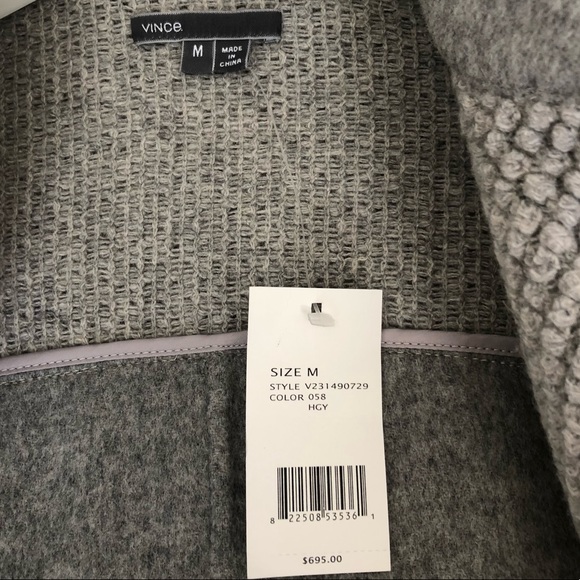 VINCE.
M
MADE
IN
CHINA
SIZE M
STYLE V231490729
COLOR 058
HGY
8 22508 53536 1
$695.00